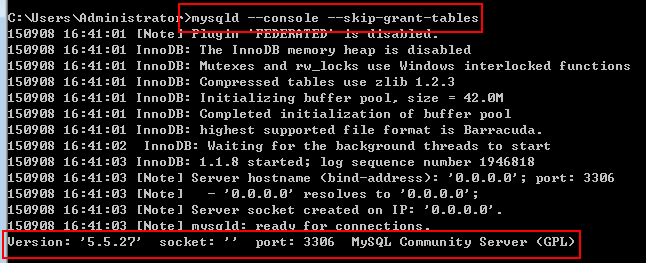 C:\Users\Administrator>mysqld --console --skip-grant-tables
150908 16:41:01 [Note] Plugin 'FEDERATED' is disabled.
150908 16:41:01 InnoDB: The InnoDB memory heap is disabled
150908 16:41:01 InnoDB: Mutexes and rw_locks use Windows interlocked functions
150908 16:41:01 InnoDB: Compressed tables use zlib 1.2.3
150908 16:41:01 InnoDB: Initializing buffer pool, size = 42.0M
150908 16:41:01 InnoDB: Completed initialization of buffer pool
150908 16:41:01 InnoDB: highest supported file format is Barracuda.
150908 16:41:02  InnoDB: Waiting for the background threads to start
150908 16:41:03 InnoDB: 1.1.8 started; log sequence number 1946818
150908 16:41:03 [Note] Server hostname (bind-address): '0.0.0.0'; port: 3306
150908 16:41:03 [Note]   - '0.0.0.0' resolves to '0.0.0.0';
150908 16:41:03 [Note] Server socket created on IP: '0.0.0.0'.
150908 16:41:03 [Note] mysqld: ready for connections.
Version: '5.5.27'  socket: ''  port: 3306  MySQL Community Server (GPL)